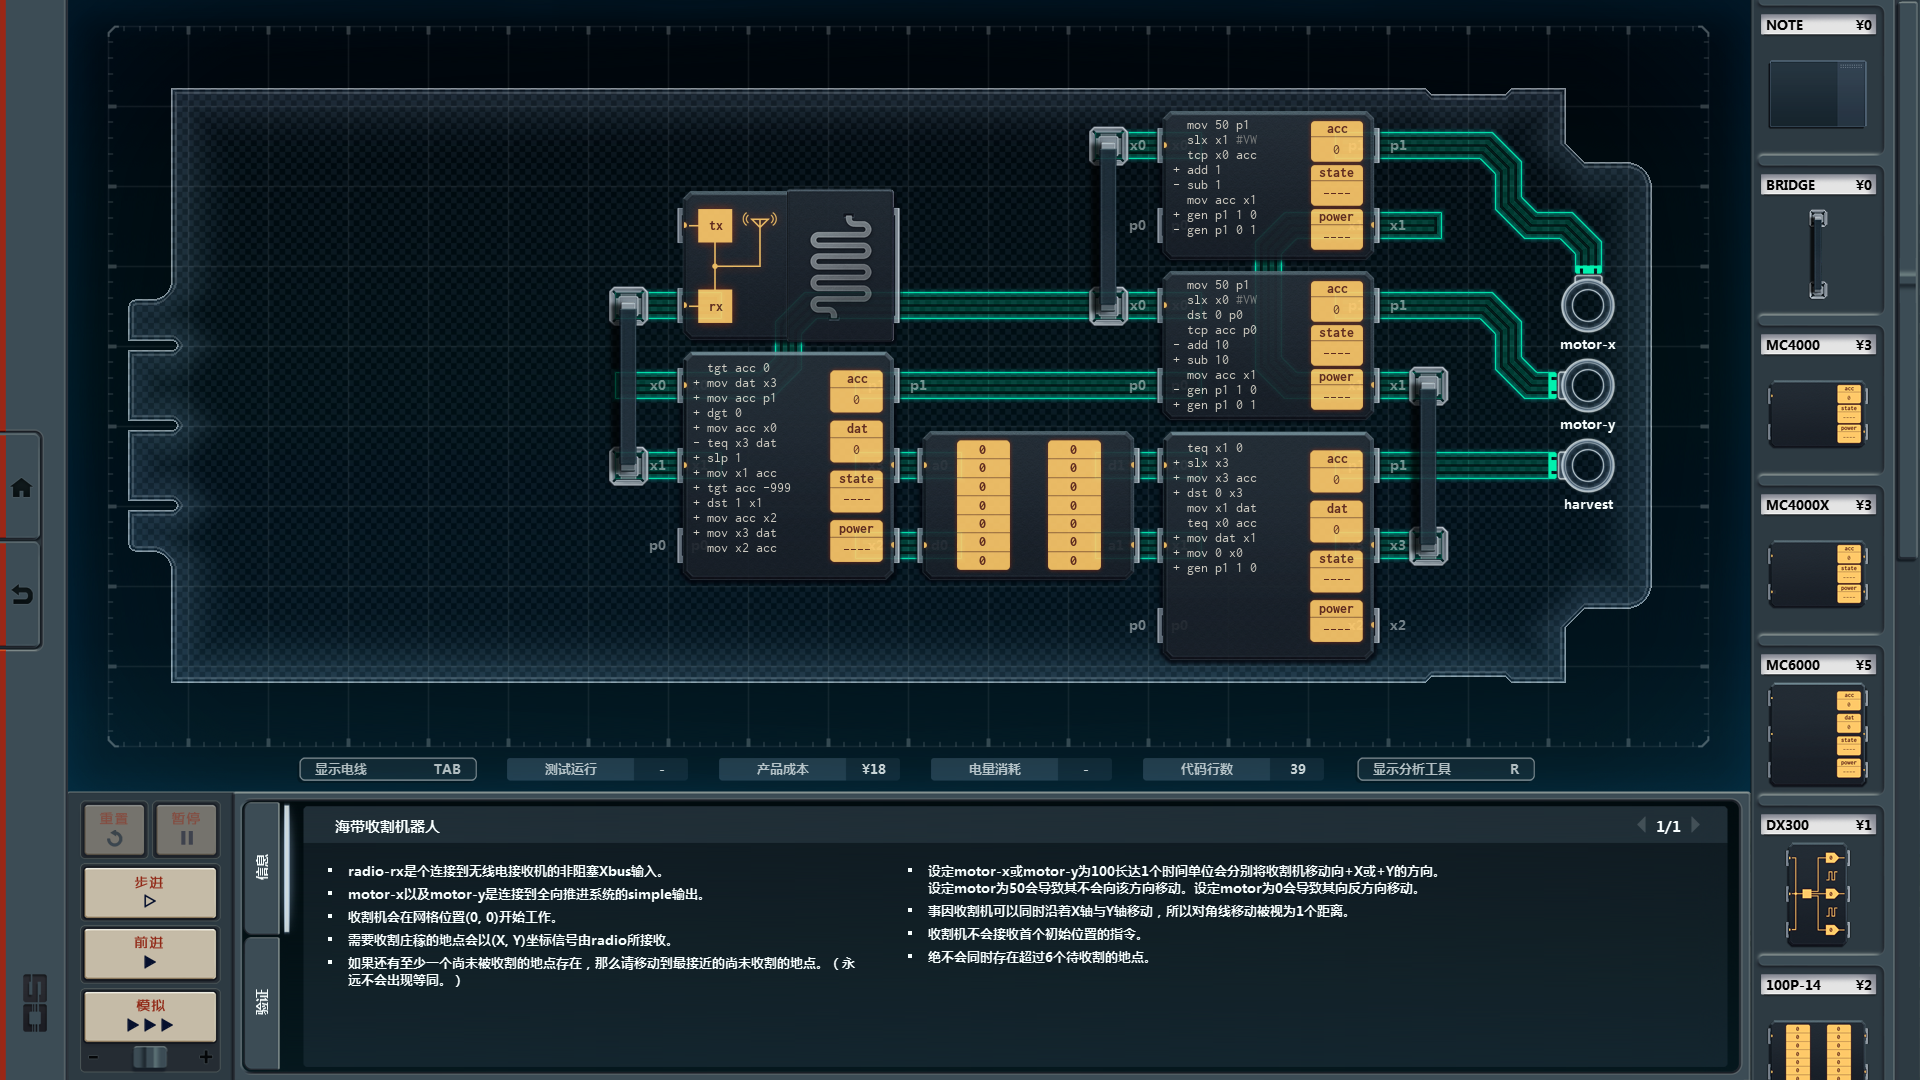 NOTE ¥0
BRIDGE ¥0
MC4000 ¥3
MC4000X ¥3
MC6000 ¥5
DX300 ¥1
100P-14 ¥2
tx
rx
x0
x1
p0
p1
tgt acc 0
+ mov dat x3
+ mov acc p1
+ dgt 0
+ mov acc x0
- teq x3 dat
+ slp 1
+ mov x1 acc
+ tgt acc -999
+ dst 1 x1
+ mov acc x2
+ mov x3 dat
mov x2 acc
acc
0
dat
0
state
----
power
----
0 0
0 0
0 0
0 0
0 0
0 0
0 0
x0
p0
p1
x1
mov 50 p1
slx x1 #VW
tcp x0 acc
+ add 1
- sub 1
mov acc x1
+ gen p1 1 0
- gen p1 0 1
acc
0
state
----
power
----
x0
p0
p1
x1
mov 50 p1
slx x0 #VW
dst 0 p0
tcp acc p0
- add 10
+ sub 10
mov acc x1
- gen p1 1 0
+ gen p1 0 1
acc
0
state
----
power
----
p0
p1
x3
x2
teq x1 0
+ slx x3
+ mov x3 acc
+ dst 0 x3
mov x1 dat
teq x0 acc
+ mov dat x1
+ mov 0 x0
+ gen p1 1 0
acc
0
dat
0
state
----
power
----
motor-x
motor-y
harvest
显示电线 TAB
测试运行 -
产品成本 ¥18
电量消耗 -
代码行数 39
显示分析工具 R
重置
暂停
步进
前进
模拟
- +
信息
验证
海带收割机器人
1/1
▪ radio-rx是个连接到无线电接收机的非阻塞Xbus输入。
▪ motor-x以及motor-y是连接到全向推进系统的simple输出。
▪ 收割机会在网格位置(0, 0)开始工作。
▪ 需要收割庄稼的地点会以(X, Y)坐标信号由radio所接收。
▪ 如果还有至少一个尚未被收割的地点存在，那么请移动到最接近的尚未收割的地点。（永
远不会出现等同。）
▪ 设定motor-x或motor-y为100长达1个时间单位会分别将收割机移动向+X或+Y的方向。
设定motor为50会导致其不会向该方向移动。设定motor为0会导致其向反方向移动。
▪ 事因收割机可以同时沿着X轴与Y轴移动，所以对角线移动被视为1个距离。
▪ 收割机不会接收首个初始位置的指令。
▪ 绝不会同时存在超过6个待收割的地点。